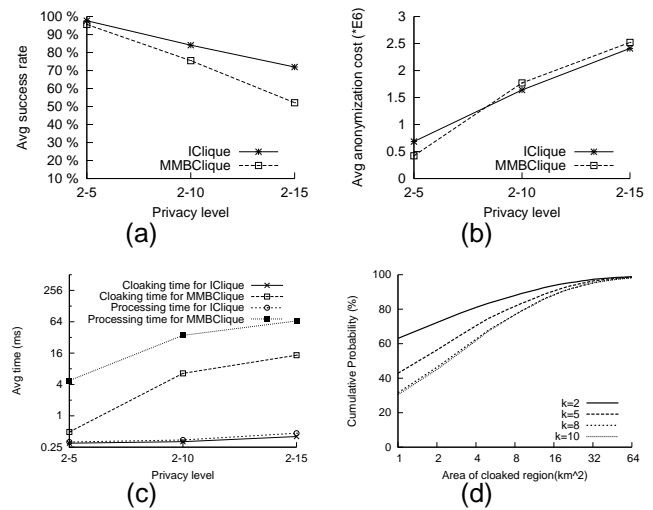 100 %
90 %
80 %
70 %
60 %
50 %
40 %
30 %
20 %
10 %
Avg success rate
IClique
MMBClique
2-5
2-10
2-15
Privacy level
(a)
3
2.5
2
1.5
1
0.5
0
Avg anonymization cost (*E6)
IClique
MMBClique
2-5
2-10
2-15
Privacy level
(b)
256
64
16
4
1
0.25
Avg time (ms)
Cloaking time for IClique
Cloaking time for MMBClique
Processing time for IClique
Processing time for MMBClique
2-5
2-10
2-15
Privacy level
(c)
100
80
60
40
20
0
Cumulative Probability (%)
k=2
k=5
k=8
k=10
1
2
4
8
16
32
64
Area of cloaked region(km^2)
(d)